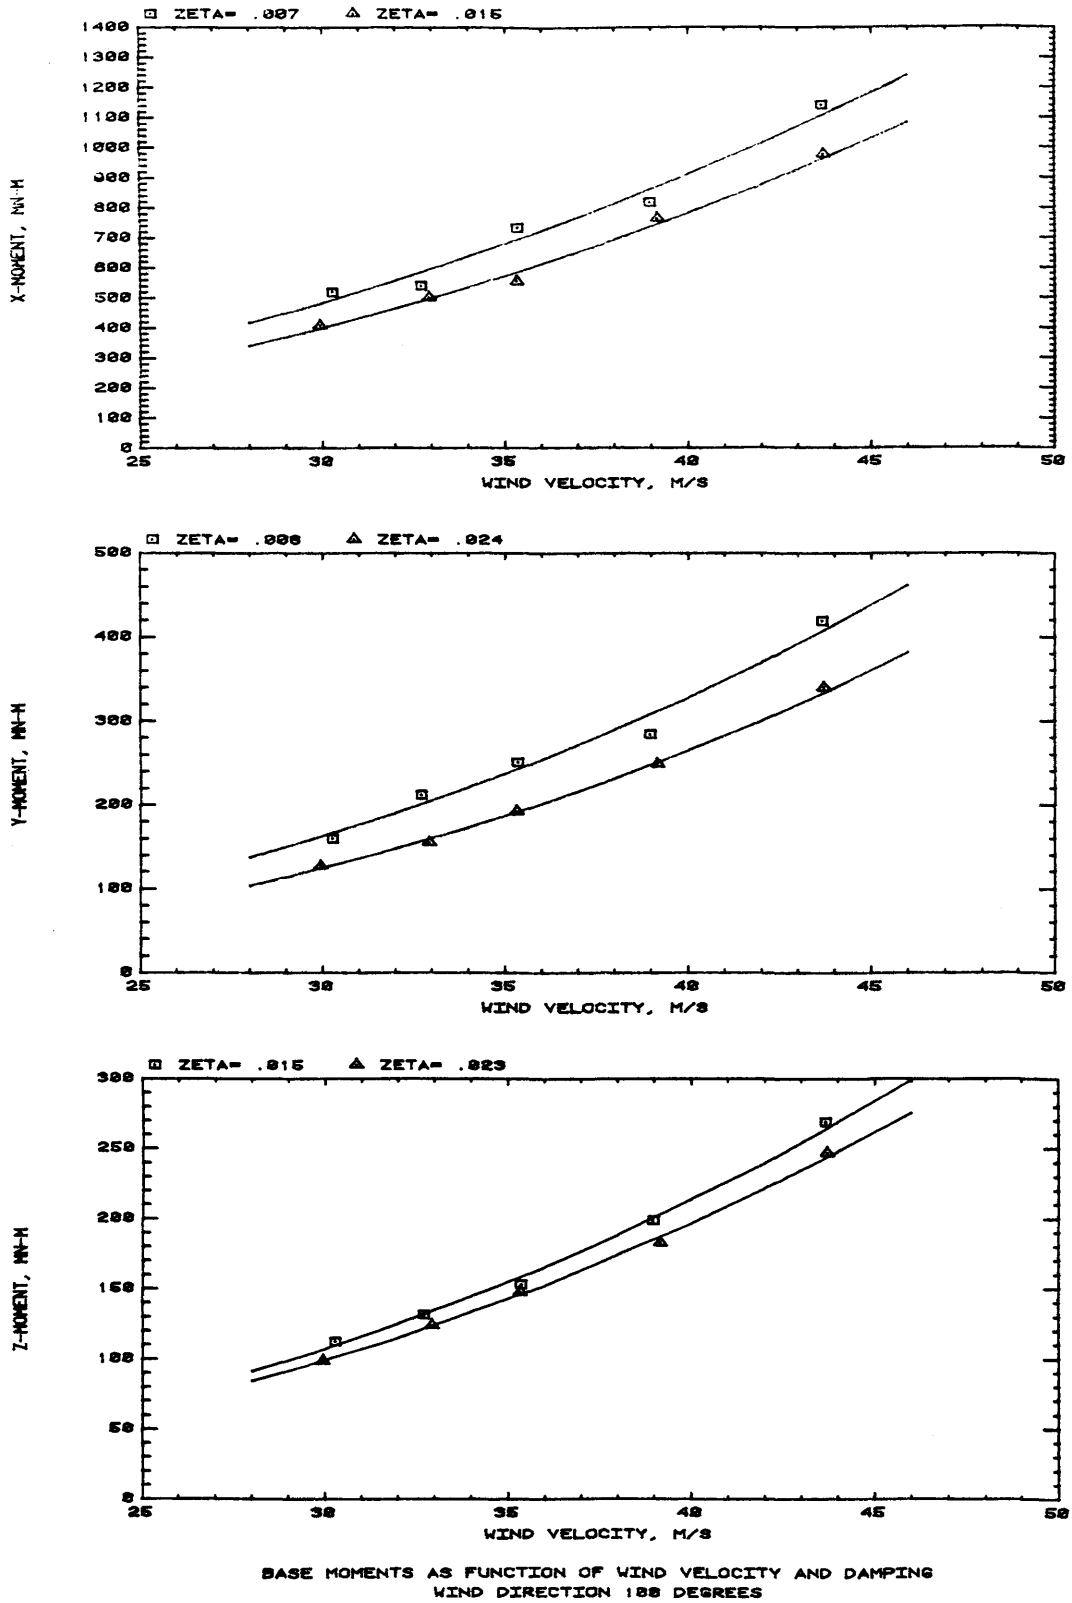 ZETA= .007 ZETA= .015
1400
1300
1200
1100
1000
900
800
700
600
500
400
300
200
100
0
X-MOMENT, MN-M
25 30 35 40 45 50
WIND VELOCITY, M/S
ZETA= .008 ZETA= .024
500
400
300
200
100
0
Y-MOMENT, MN-M
25 30 35 40 45 50
WIND VELOCITY, M/S
ZETA= .015 ZETA= .023
300
250
200
150
100
50
0
Z-MOMENT, MN-M
25 30 35 40 45 50
WIND VELOCITY, M/S
BASE MOMENTS AS FUNCTION OF WIND VELOCITY AND DAMPING
WIND DIRECTION 100 DEGREES